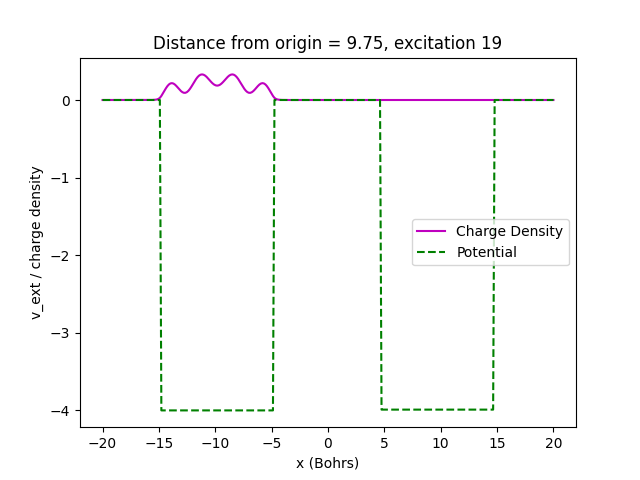 Distance from origin = 9.75, excitation 19
v_ext / charge density
0
−1
−2
−3
−4
Charge Density
Potential
−20 −15 −10 −5 0 5 10 15 20
x (Bohrs)